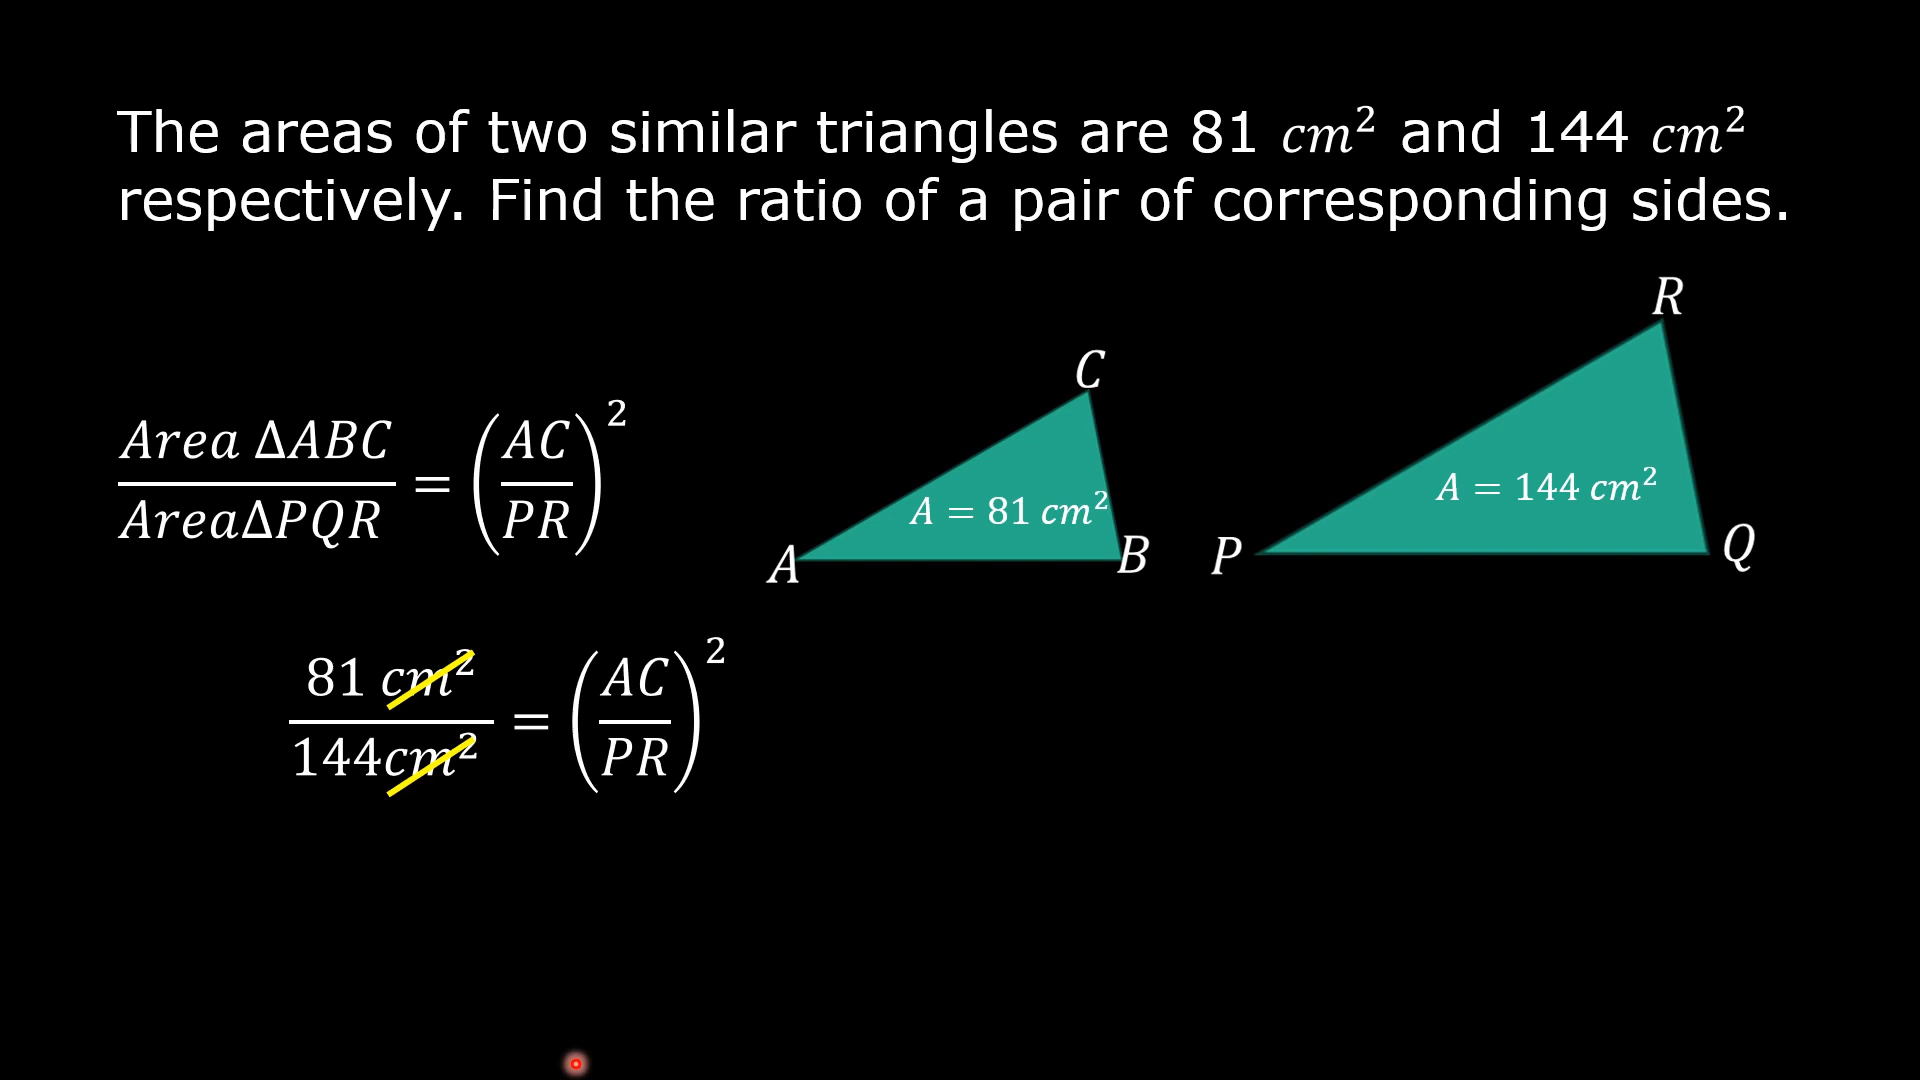 The areas of two similar triangles are 81 cm² and 144 cm²
respectively. Find the ratio of a pair of corresponding sides.
Area ΔABC / AreaΔPQR = (AC / PR)²
C
A = 81 cm²
A
B
R
A = 144 cm²
P
Q
81 cm² / 144cm² = (AC / PR)²